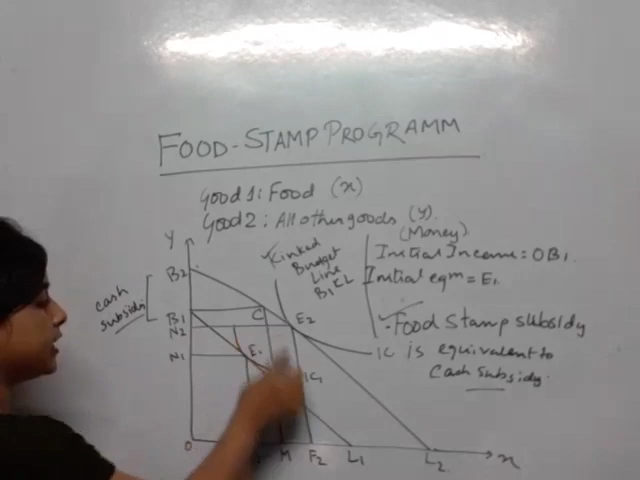 FOOD-STAMP PROGRAMM
Good 1: Food (x)
Good 2: All other goods (Y)
(Money)
Kinked
Budget
Line
Initial Income: OB1
Initial eqm = E1
Food Stamp subsidy
is equivalent to
Cash Subsidy.
Y
cash
subsidy
B2
B1
N2
N1
C
E2
E1
IC
IC1
O
M
F2
L1
L2
x